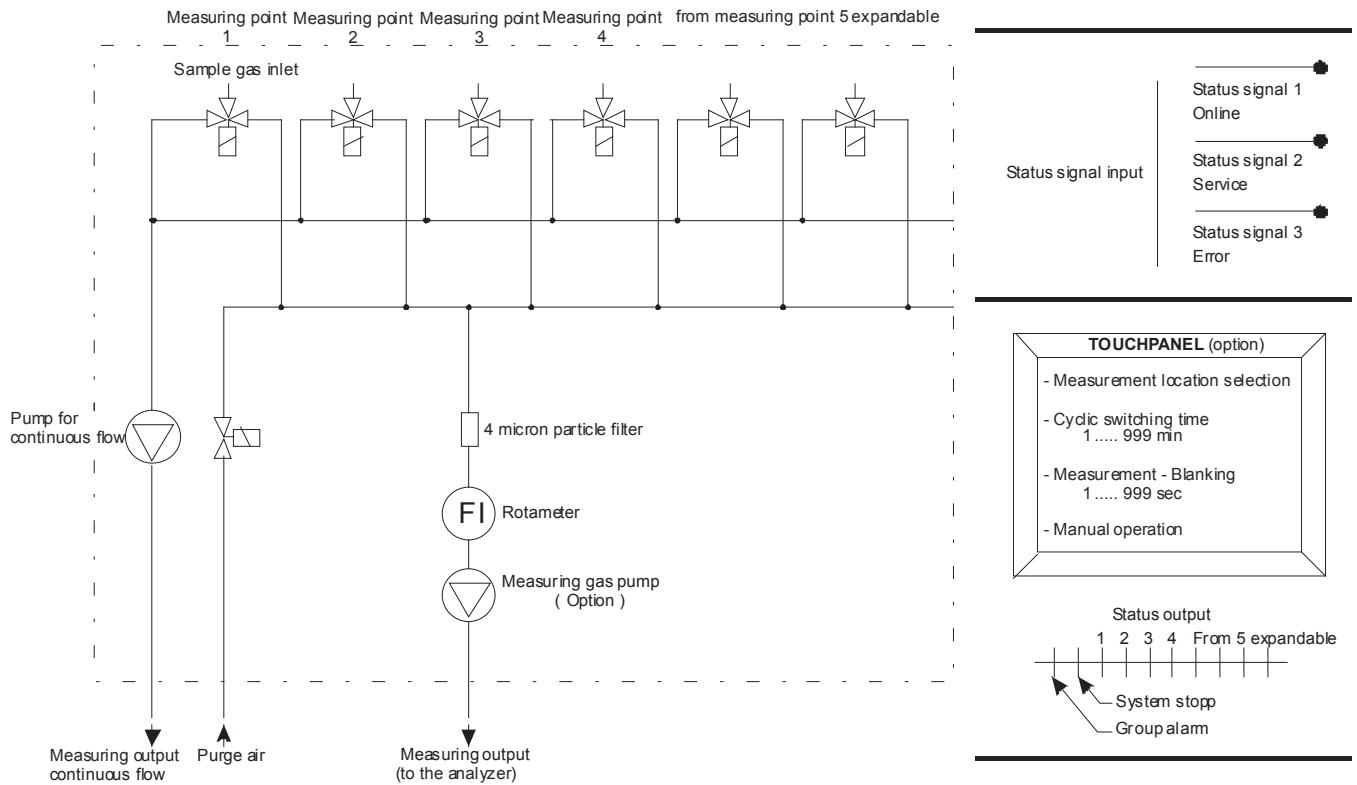 Measuring point Measuring point Measuring point Measuring point from measuring point 5 expandable
1 2 3 4
Sample gas inlet
Pump for
continuous flow
4 micron particle filter
FI Rotameter
Measuring gas pump
( Option )
Measuring output
continuous flow
Purge air
Measuring output
(to the analyzer)
Status signal input
Status signal 1
Online
Status signal 2
Service
Status signal 3
Error
TOUCHPANEL (option)
- Measurement location selection
- Cyclic switching time
1 ..... 999 min
- Measurement - Blanking
1 ..... 999 sec
- Manual operation
Status output
1 2 3 4 From 5 expandable
System stopp
Group alarm